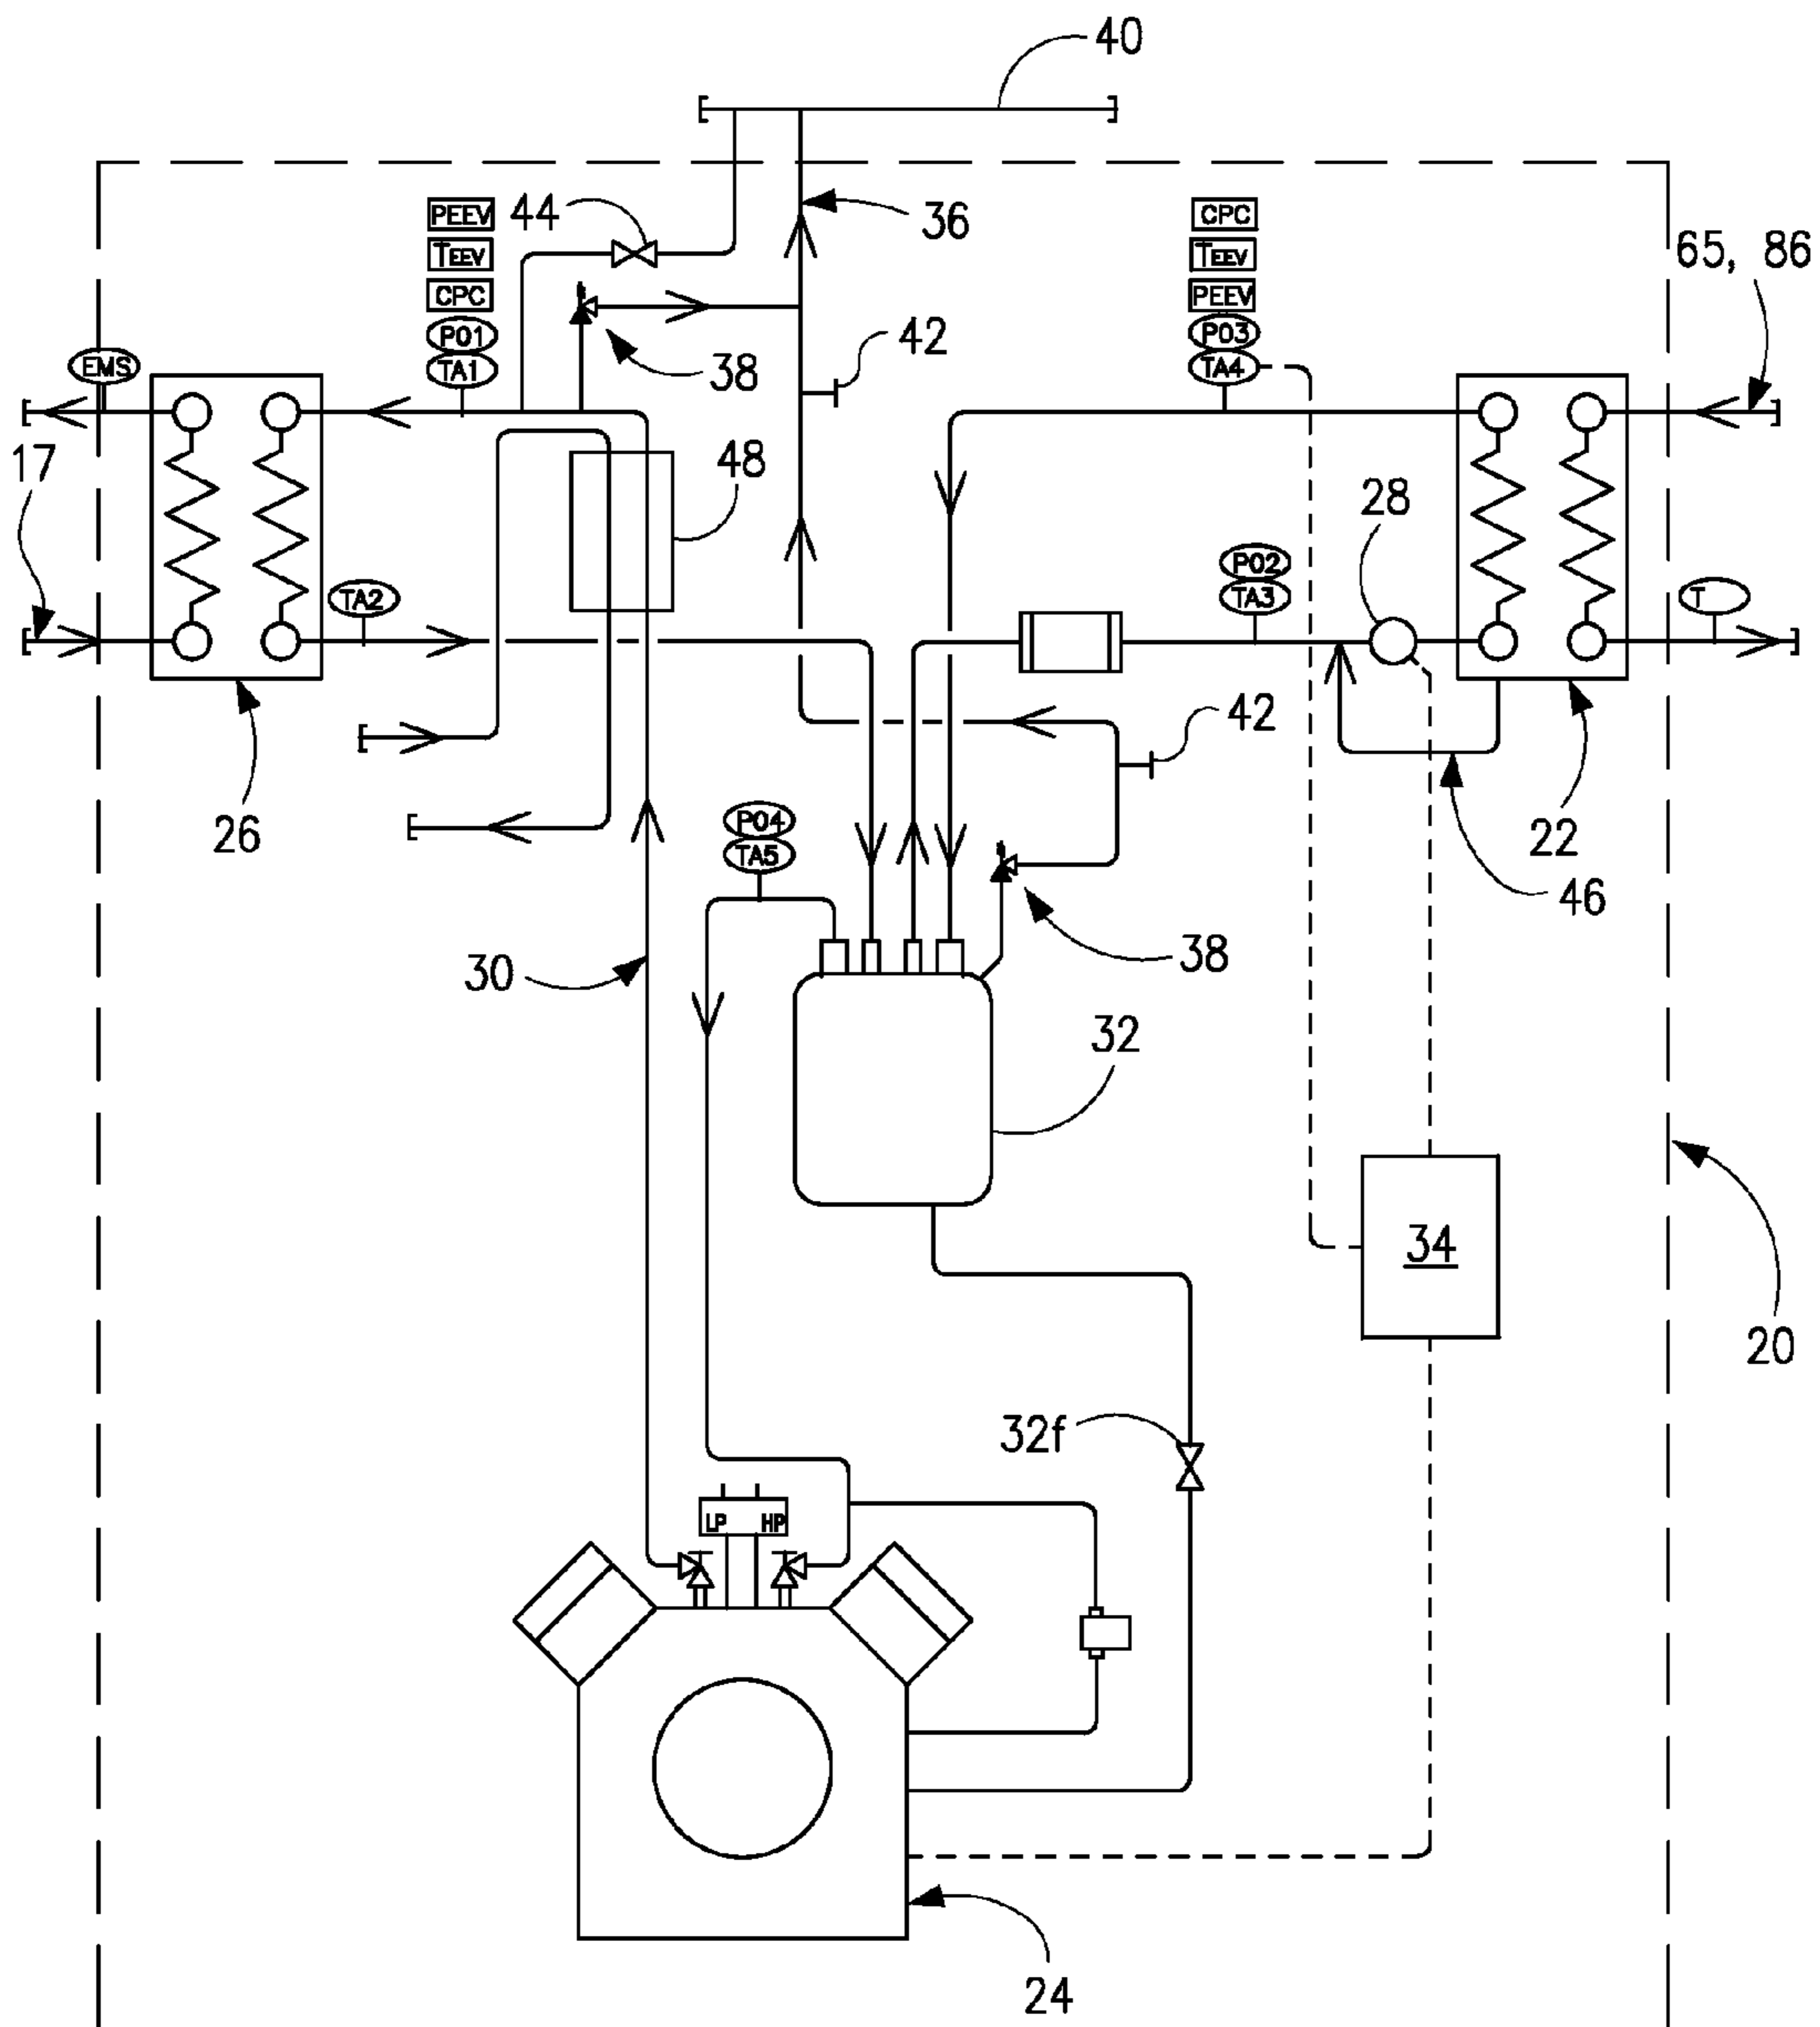 40
PEEV 44 36 CPC
TEEV TEEV 65, 86
CPC PEEV
P01 42 P03
EMS TA1 38 TA4
17 48 28
P02
TA2 TA3 T
42
26 P04 22
TA5 46
30 38
32
34
20
32f
LP HP
24